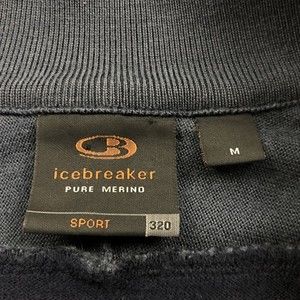 icebreaker
PURE MERINO
SPORT 320
M